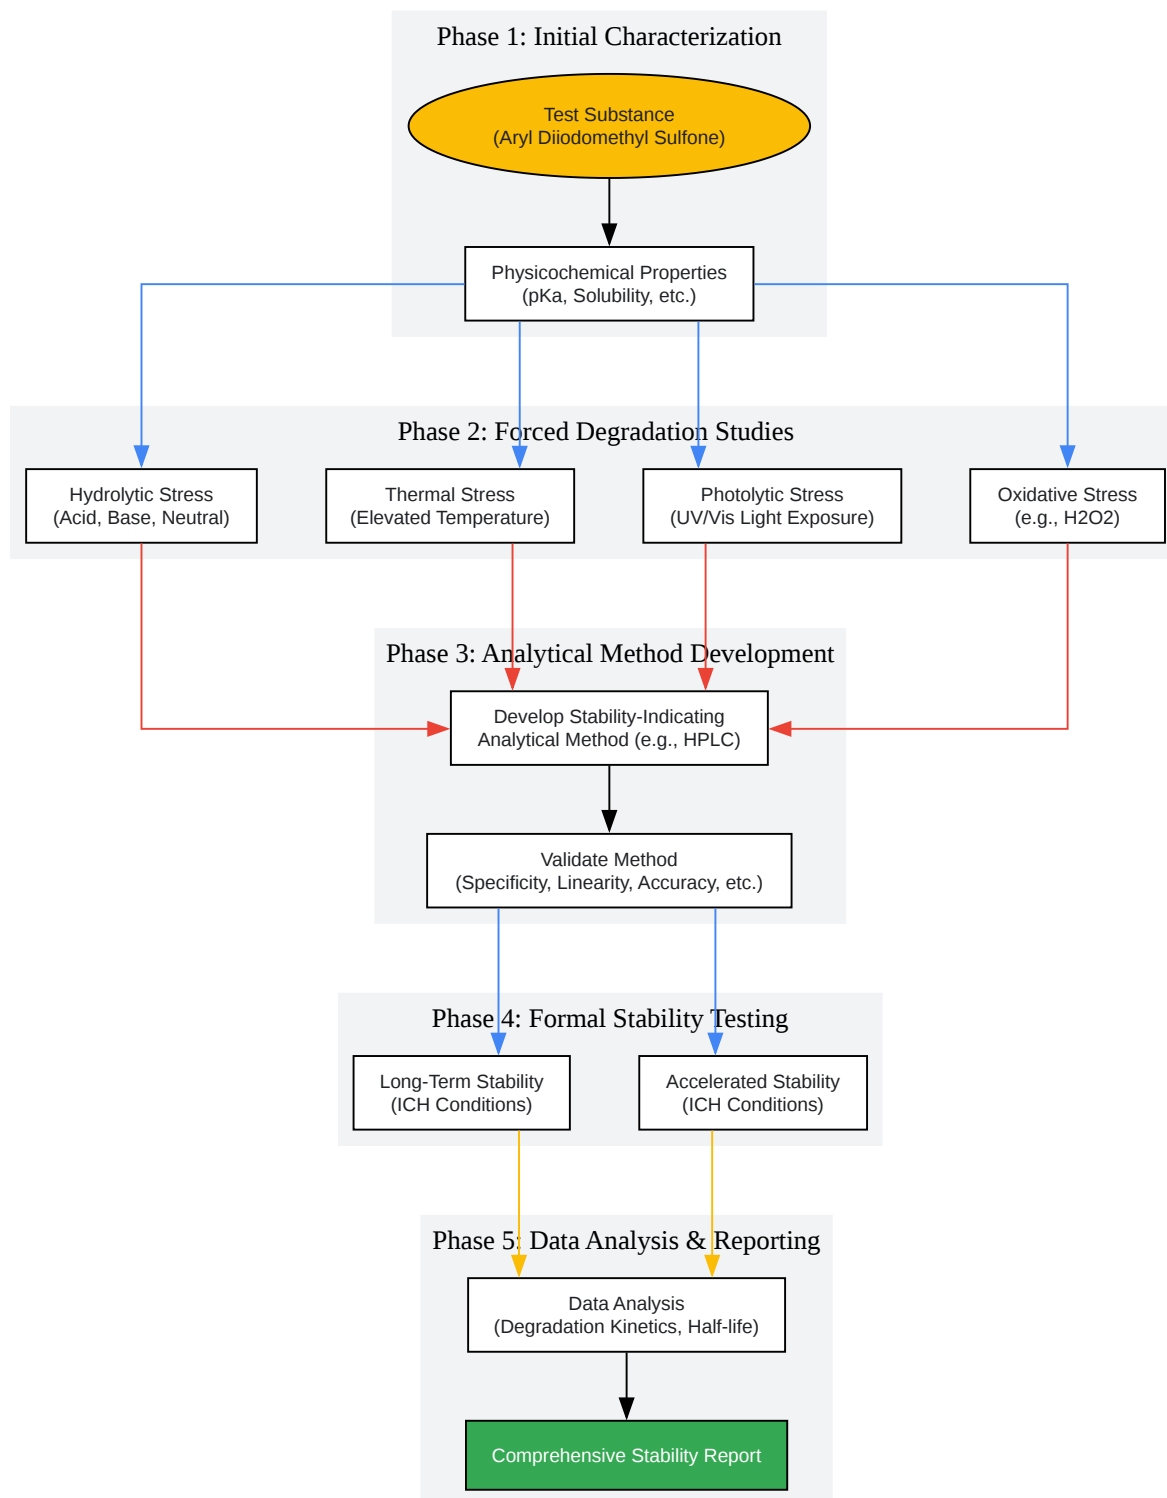 Phase 1: Initial Characterization
Test Substance
(Aryl Diiodomethyl Sulfone)
Physicochemical Properties
(pKa, Solubility, etc.)
Phase 2: Forced Degradation Studies
Hydrolytic Stress
(Acid, Base, Neutral)
Thermal Stress
(Elevated Temperature)
Photolytic Stress
(UV/Vis Light Exposure)
Oxidative Stress
(e.g., H2O2)
Phase 3: Analytical Method Development
Develop Stability-Indicating
Analytical Method (e.g., HPLC)
Validate Method
(Specificity, Linearity, Accuracy, etc.)
Phase 4: Formal Stability Testing
Long-Term Stability
(ICH Conditions)
Accelerated Stability
(ICH Conditions)
Phase 5: Data Analysis & Reporting
Data Analysis
(Degradation Kinetics, Half-life)
Comprehensive Stability Report